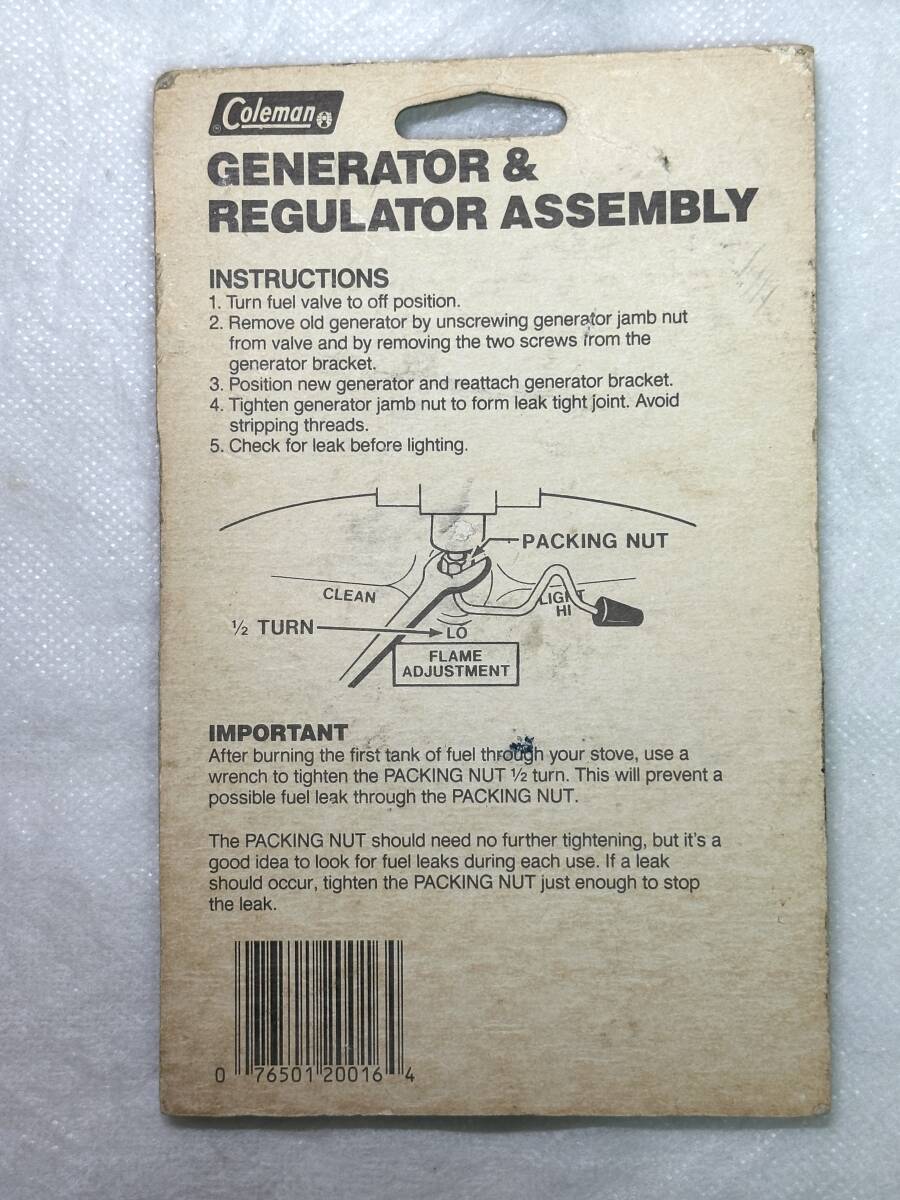 Coleman
GENERATOR &
REGULATOR ASSEMBLY
INSTRUCTIONS
1. Turn fuel valve to off position.
2. Remove old generator by unscrewing generator jamb nut
from valve and by removing the two screws from the
generator bracket.
3. Position new generator and reattach generator bracket.
4. Tighten generator jamb nut to form leak tight joint. Avoid
stripping threads.
5. Check for leak before lighting.
PACKING NUT
CLEAN
LIGHT
HI
½ TURN
LO
FLAME
ADJUSTMENT
IMPORTANT
After burning the first tank of fuel through your stove, use a
wrench to tighten the PACKING NUT ½ turn. This will prevent a
possible fuel leak through the PACKING NUT.
The PACKING NUT should need no further tightening, but it's a
good idea to look for fuel leaks during each use. If a leak
should occur, tighten the PACKING NUT just enough to stop
the leak.
0 76501 20016 4